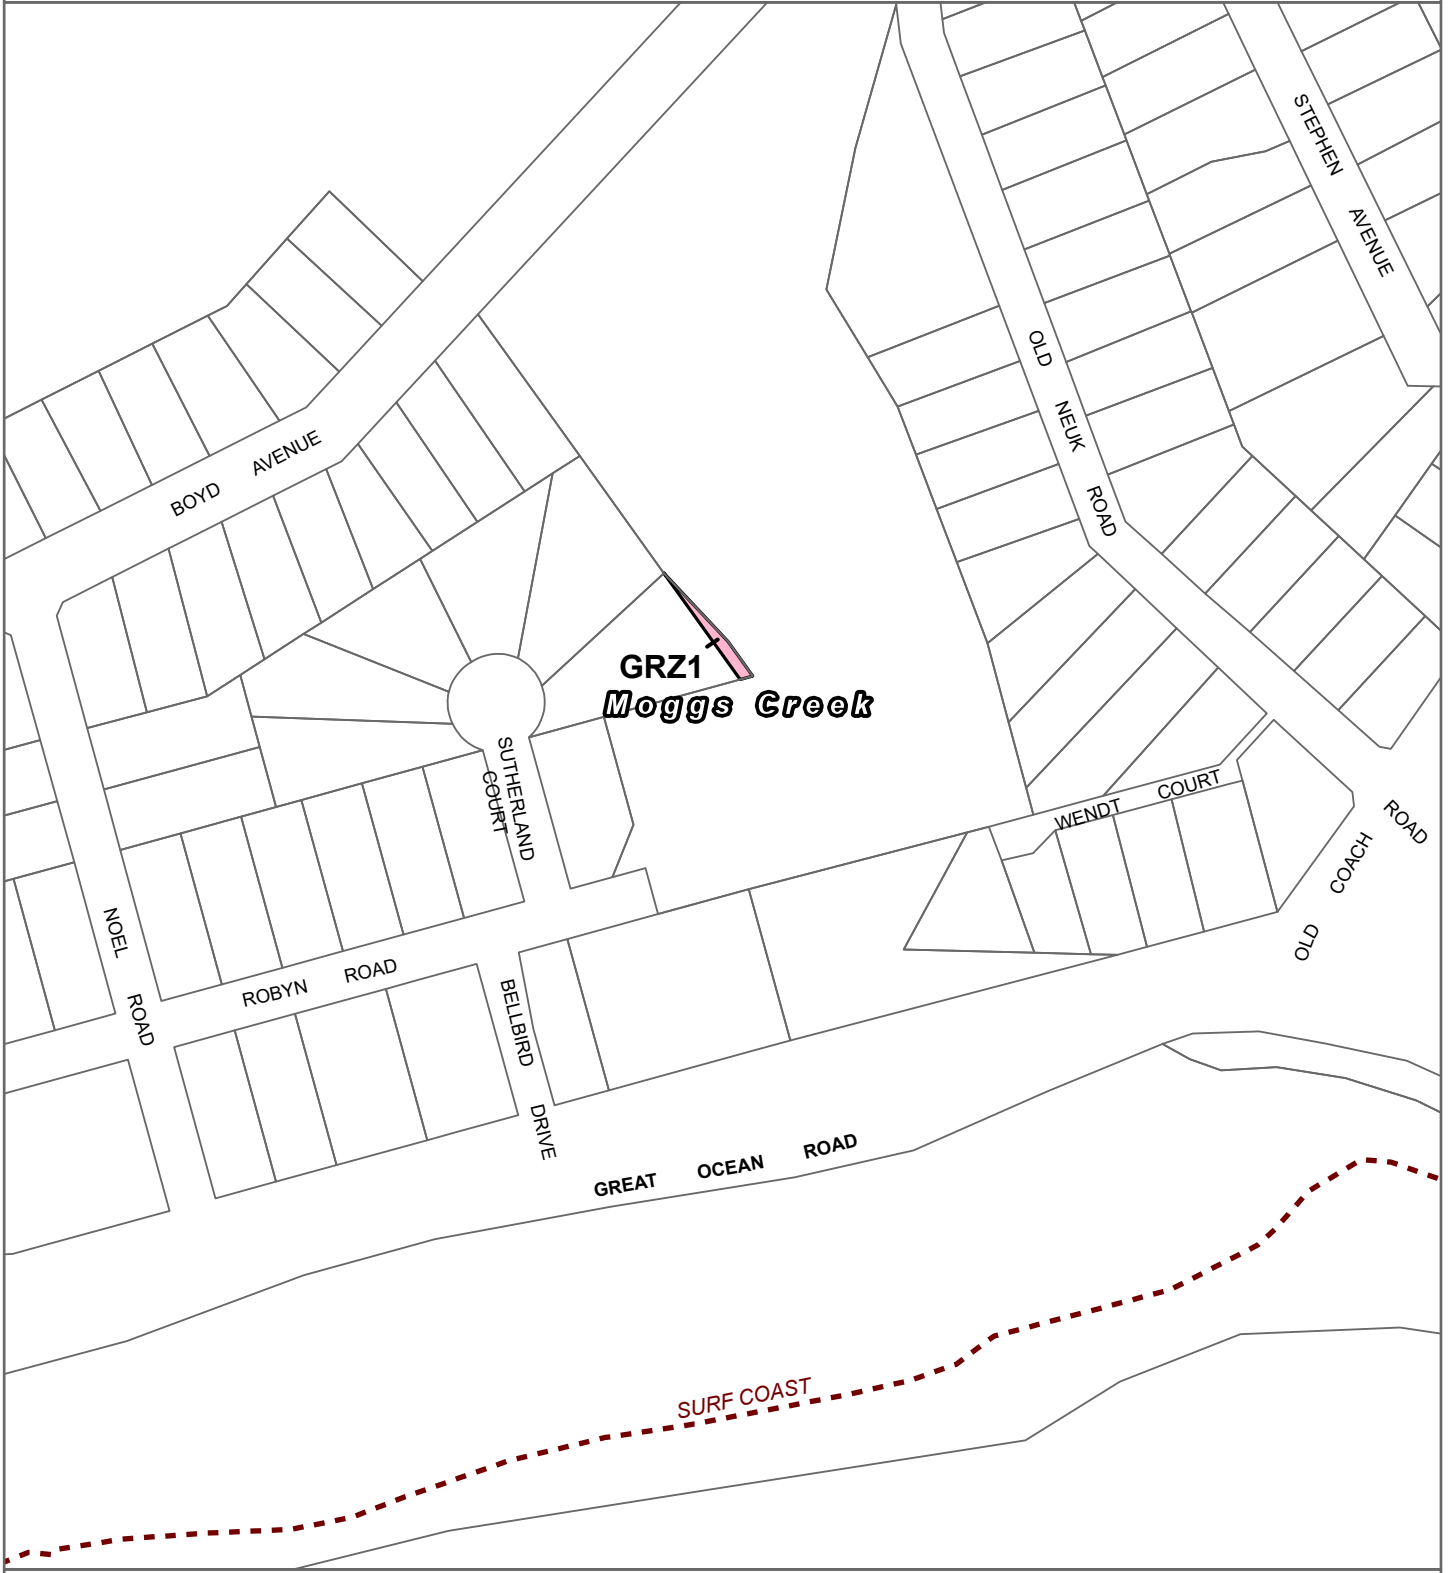 STEPHEN AVENUE
OLD NEUK ROAD
BOYD AVENUE
GRZ1
Moggs Creek
SUTHERLAND
COURT
WENDT COURT
OLD COACH ROAD
NOEL ROAD
ROBYN ROAD
BELLBIRD DRIVE
GREAT OCEAN ROAD
SURF COAST